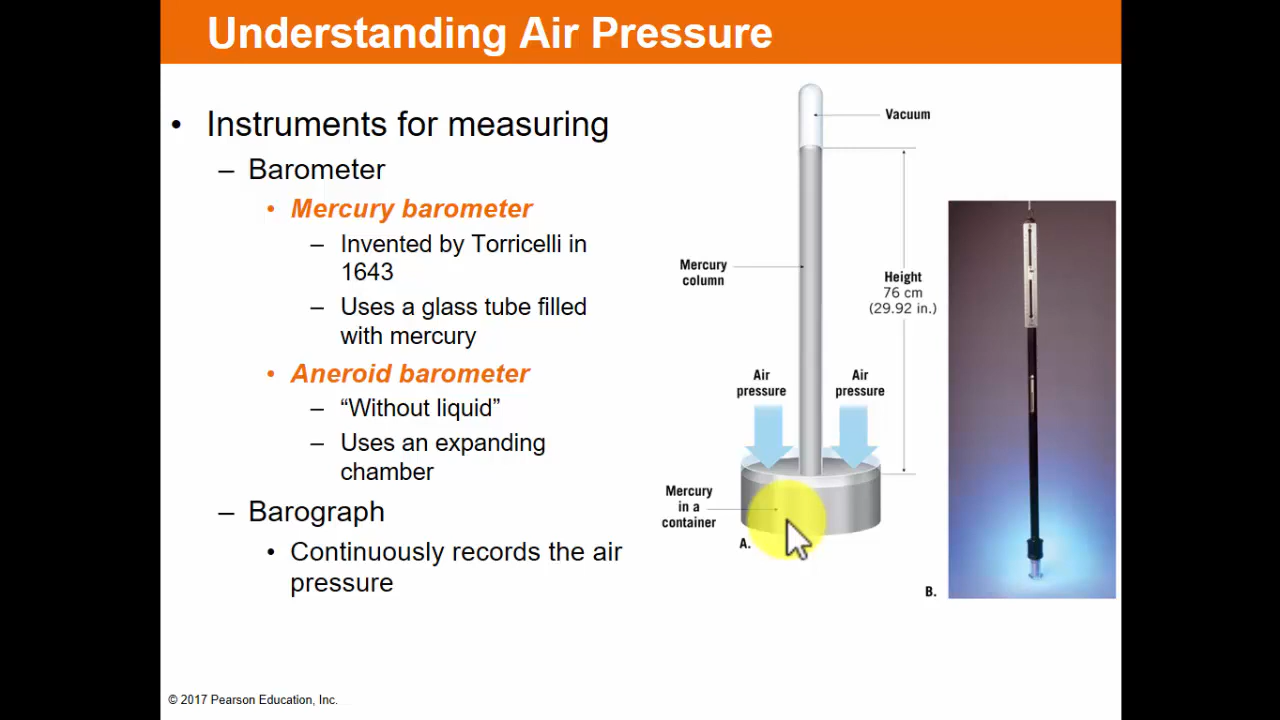 Understanding Air Pressure
• Instruments for measuring
– Barometer
• Mercury barometer
– Invented by Torricelli in
1643
– Uses a glass tube filled
with mercury
• Aneroid barometer
– “Without liquid”
– Uses an expanding
chamber
– Barograph
• Continuously records the air
pressure
Vacuum
Mercury
column
Height
76 cm
(29.92 in.)
Air
pressure
Air
pressure
Mercury
in a
container
A.
B.
© 2017 Pearson Education, Inc.